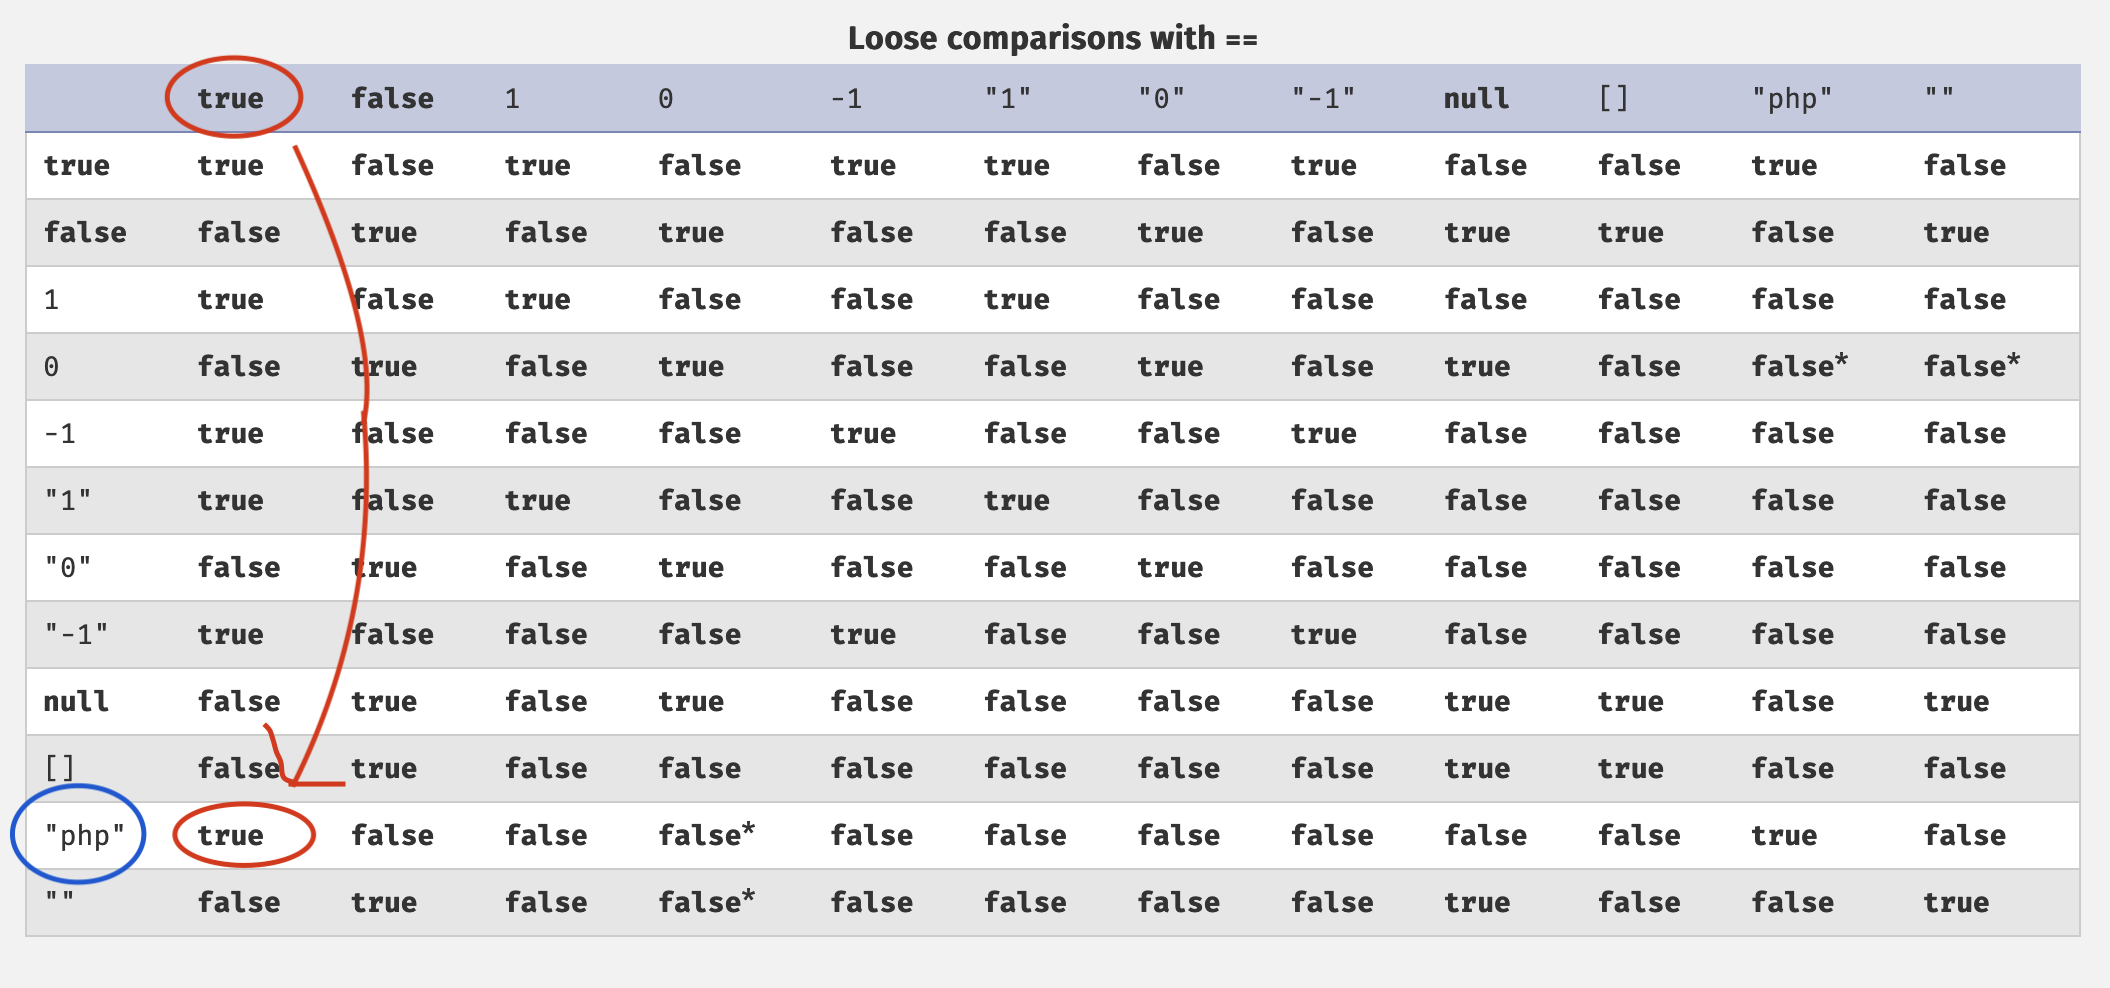 Loose comparisons with ==
true false 1 0 -1 "1" "0" "-1" null [] "php" ""
true true false true false true true false true false false true false
false false true false true false false true false true true false true
1 true false true false false true false false false false false false
0 false true false true false false true false true false false* false*
-1 true false false false true false false true false false false false
"1" true false true false false true false false false false false false
"0" false true false true false false true false false false false false
"-1" true false false false true false false true false false false false
null false true false true false false false false true true false true
[] false true false false false false false false true true false false
"php" true false false false* false false false false false false true false
"" false true false false* false false false false true false false true